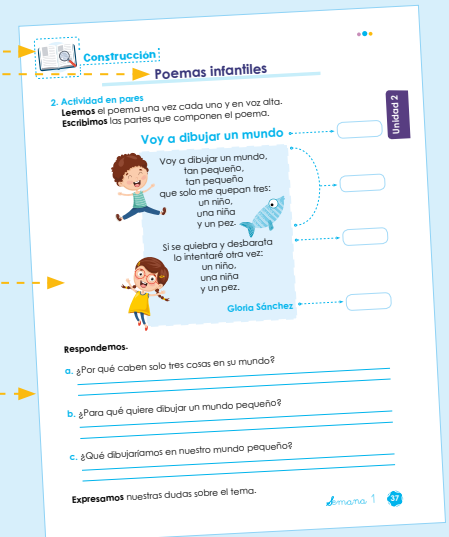 Construcción
Poemas infantiles
2. Actividad en pares
Leemos el poema una vez cada uno y en voz alta.
Escribimos las partes que componen el poema.
Unidad 2
Voy a dibujar un mundo
Voy a dibujar un mundo,
tan pequeño,
tan pequeño
que solo me quepan tres:
un niño,
una niña
y un pez.
Si se quiebra y desbarata
lo intentaré otra vez:
un niño,
una niña
y un pez.
Gloria Sánchez
Respondemos.
a. ¿Por qué caben solo tres cosas en su mundo?
b. ¿Para qué quiere dibujar un mundo pequeño?
c. ¿Qué dibujaríamos en nuestro mundo pequeño?
Expresamos nuestras dudas sobre el tema.
Semana 1 37